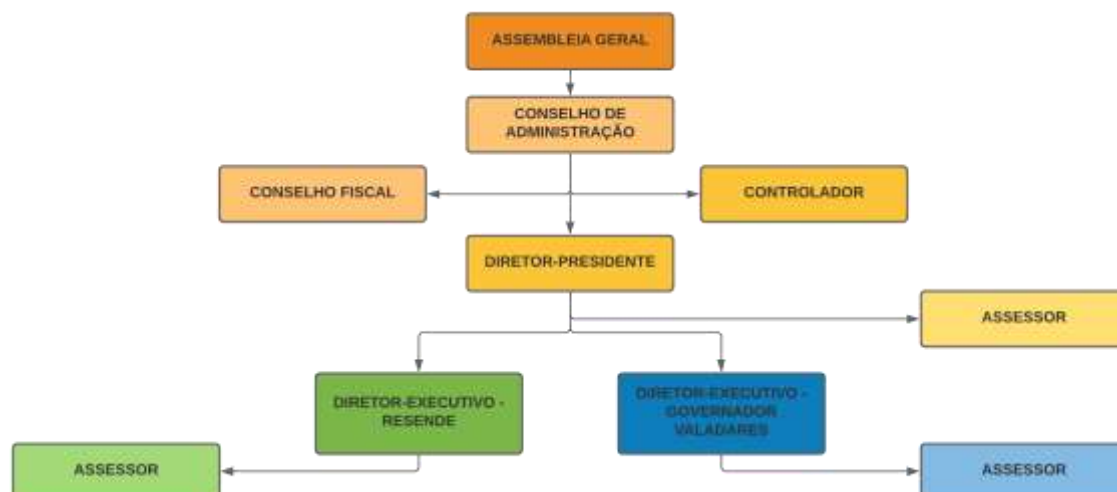 ASSEMBLEIA GERAL
CONSELHO DE
ADMINISTRAÇÃO
CONSELHO FISCAL
CONTROLADOR
DIRETOR-PRESIDENTE
ASSESSOR
DIRETOR-EXECUTIVO -
RESENDE
DIRETOR-EXECUTIVO -
GOVERNADOR
VALADARES
ASSESSOR
ASSESSOR